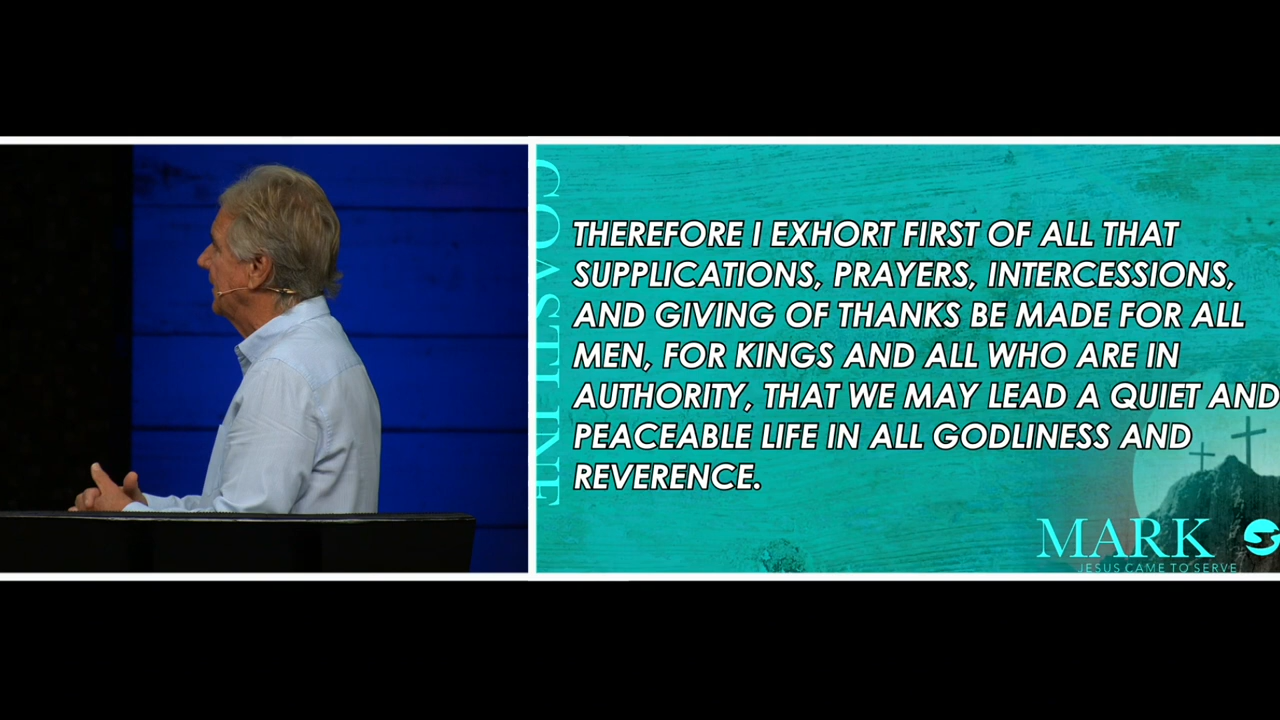 THEREFORE I EXHORT FIRST OF ALL THAT
SUPPLICATIONS, PRAYERS, INTERCESSIONS,
AND GIVING OF THANKS BE MADE FOR ALL
MEN, FOR KINGS AND ALL WHO ARE IN
AUTHORITY, THAT WE MAY LEAD A QUIET AND
PEACEABLE LIFE IN ALL GODLINESS AND
REVERENCE.
COASTLINE
MARK
JESUS CAME TO SERVE